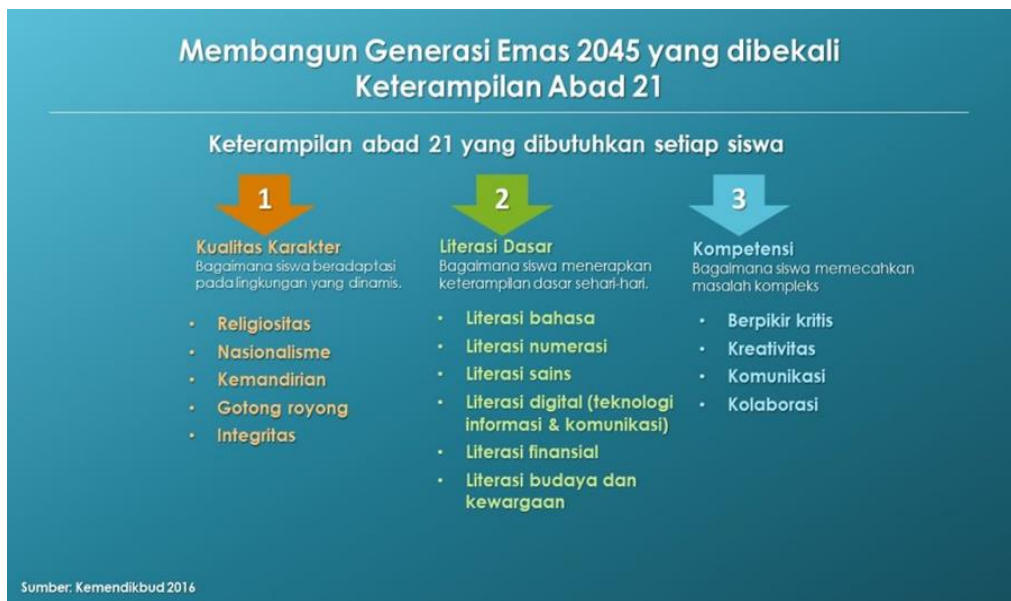 Membangun Generasi Emas 2045 yang dibekali
Keterampilan Abad 21
Keterampilan abad 21 yang dibutuhkan setiap siswa
1
Kualitas Karakter
Bagaimana siswa beradaptasi
pada lingkungan yang dinamis.
• Religiositas
• Nasionalisme
• Kemandirian
• Gotong royong
• Integritas
2
Literasi Dasar
Bagaimana siswa menerapkan
keterampilan dasar sehari-hari.
• Literasi bahasa
• Literasi numerasi
• Literasi sains
• Literasi digital (teknologi
informasi & komunikasi)
• Literasi finansial
• Literasi budaya dan
kewargaan
3
Kompetensi
Bagaimana siswa memecahkan
masalah kompleks
• Berpikir kritis
• Kreativitas
• Komunikasi
• Kolaborasi
Sumber: Kemendikbud 2016